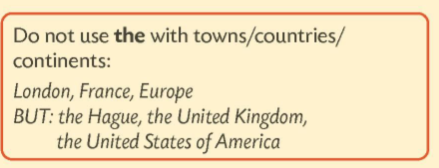 Do not use the with towns/countries/
continents:
London, France, Europe
BUT: the Hague, the United Kingdom,
the United States of America